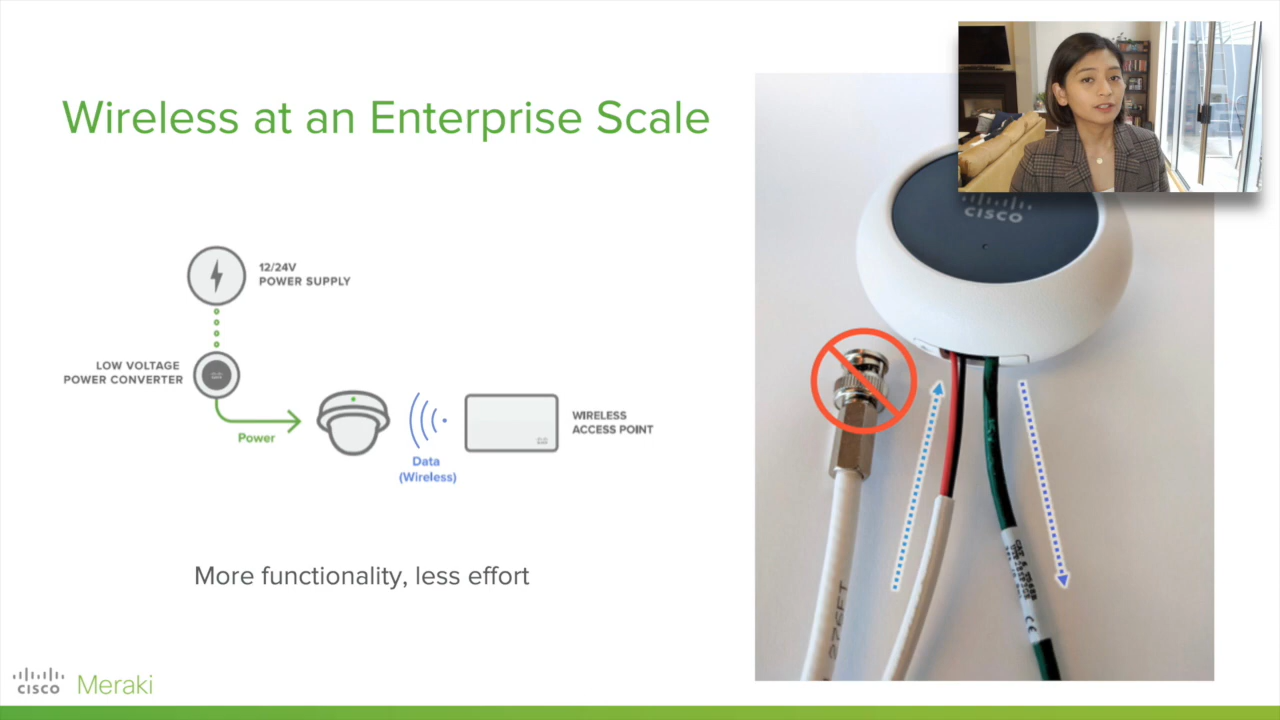 Wireless at an Enterprise Scale
12/24V
POWER SUPPLY
LOW VOLTAGE
POWER CONVERTER
Power
Data
(Wireless)
WIRELESS
ACCESS POINT
More functionality, less effort
CISCO Meraki
CISCO
276FT